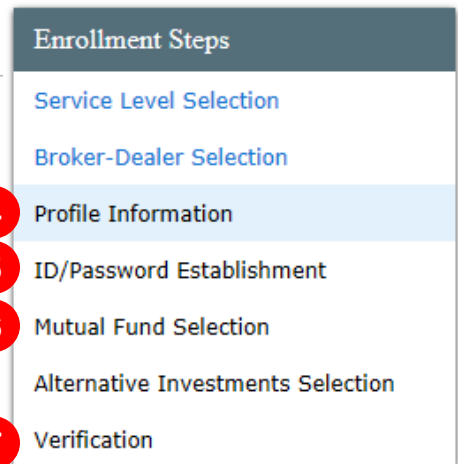 Enrollment Steps
Service Level Selection
Broker-Dealer Selection
Profile Information
ID/Password Establishment
Mutual Fund Selection
Alternative Investments Selection
Verification